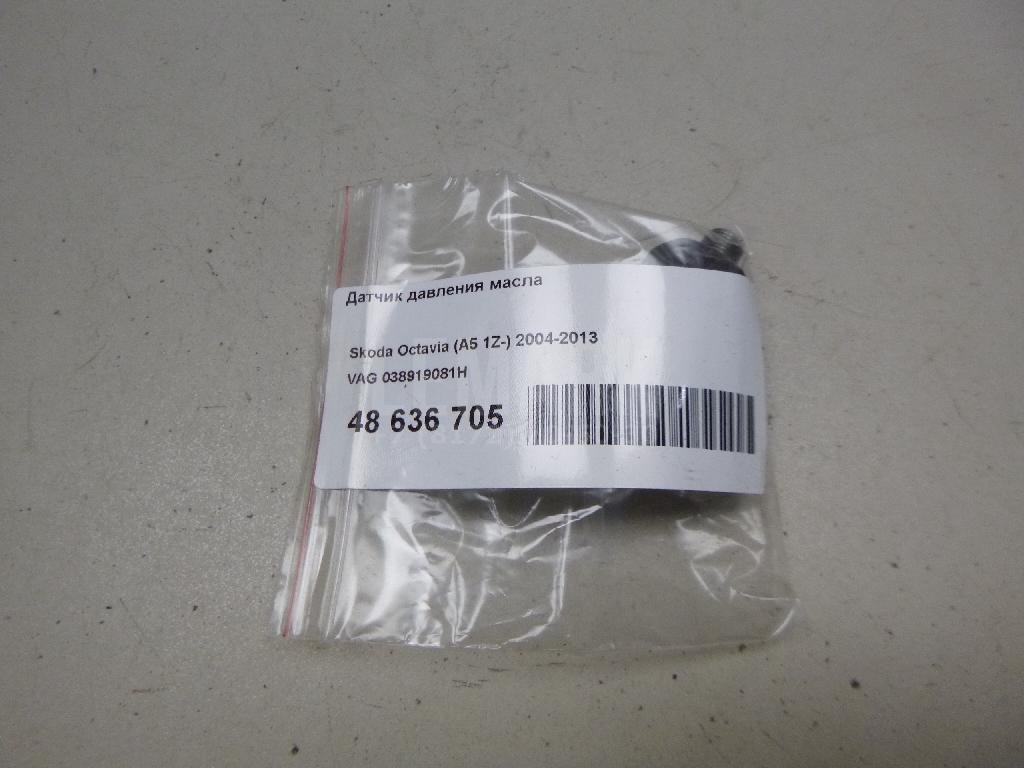 Датчик давления масла
Skoda Octavia (A5 1Z-) 2004-2013
VAG 038919081H
48 636 705